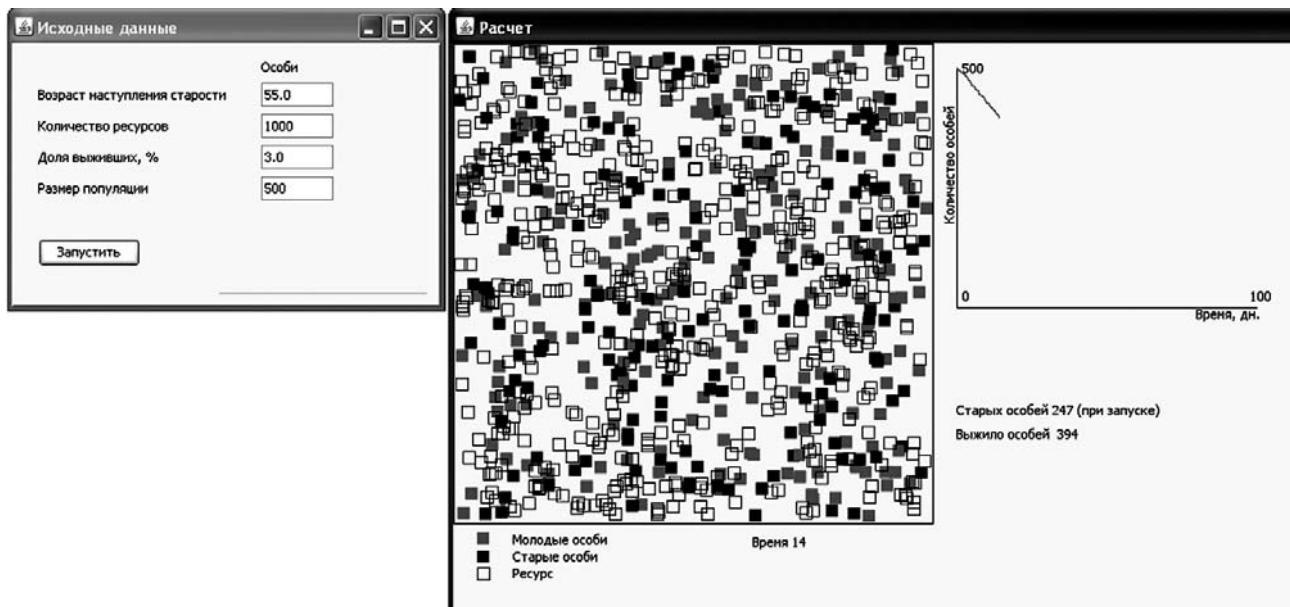 Исходные данные
Особи
Возраст наступления старости 55.0
Количество ресурсов 1000
Доля выживших, % 3.0
Размер популяции 500
Запустить
Расчет
500
Количество особей
0 100
Время, дн.
Старых особей 247 (при запуске)
Выжило особей 394
Молодые особи
Старые особи
Ресурс
Время 14